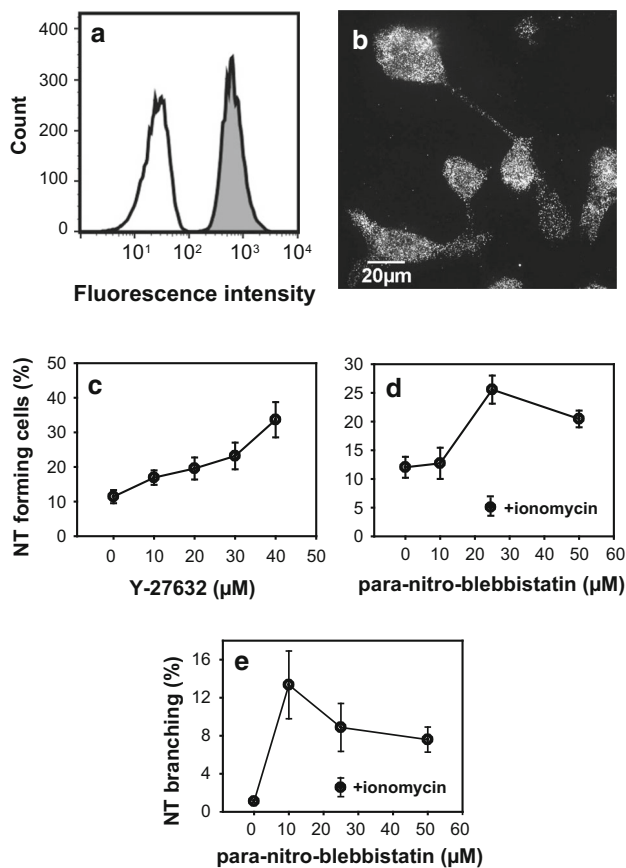 a
400
300
200
100
0
Count
10¹ 10² 10³ 10⁴
Fluorescence intensity
b
20µm
c
50
40
30
20
10
0
NT forming cells (%)
0 10 20 30 40 50
Y-27632 (µM)
d
30
25
20
15
10
5
0
+ionomycin
0 10 20 30 40 50 60
para-nitro-blebbistatin (µM)
e
16
12
8
4
0
NT branching (%)
+ionomycin
0 10 20 30 40 50 60
para-nitro-blebbistatin (µM)